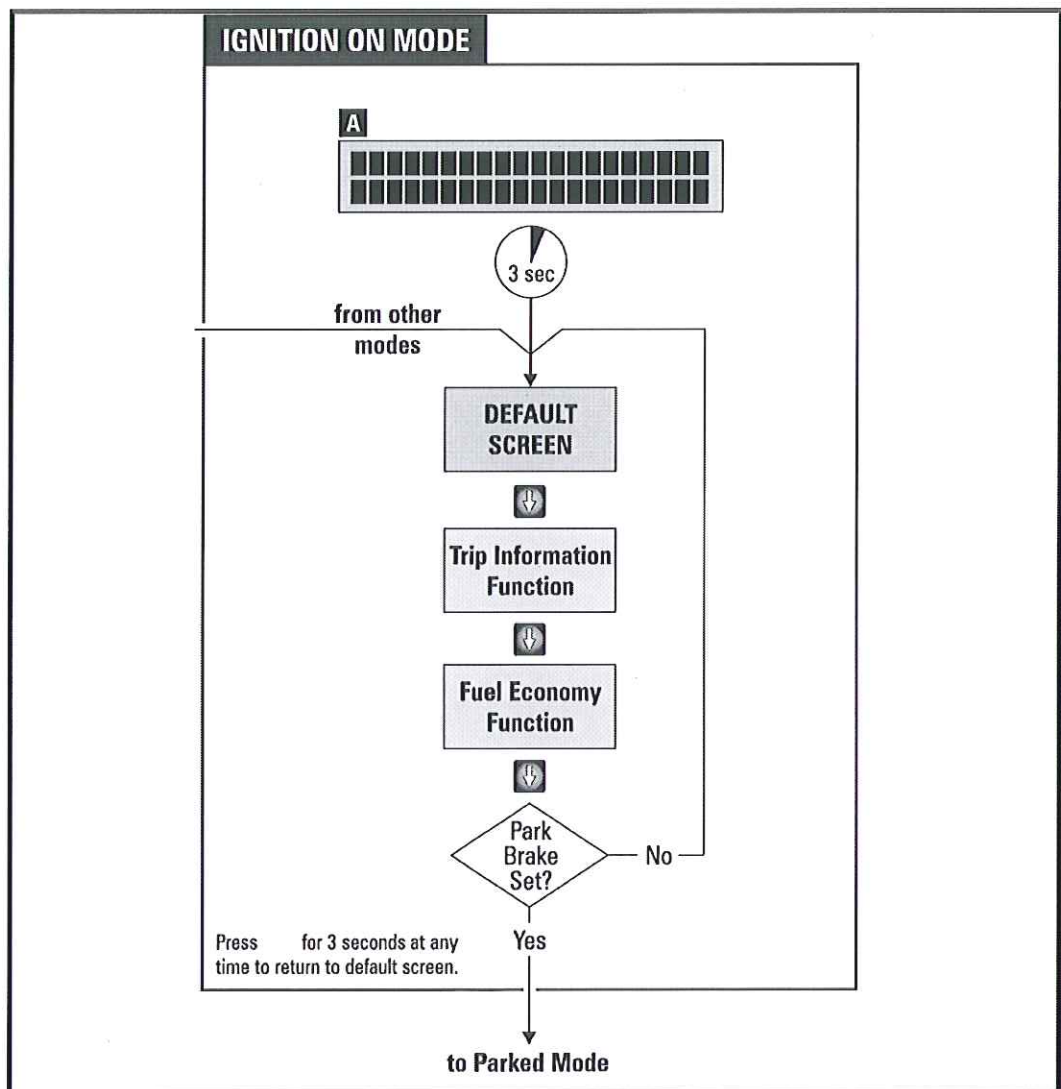 IGNITION ON MODE
A
3 sec
from other
modes
DEFAULT
SCREEN
Trip Information
Function
Fuel Economy
Function
Park
Brake
Set?
No
Yes
Press for 3 seconds at any
time to return to default screen.
to Parked Mode